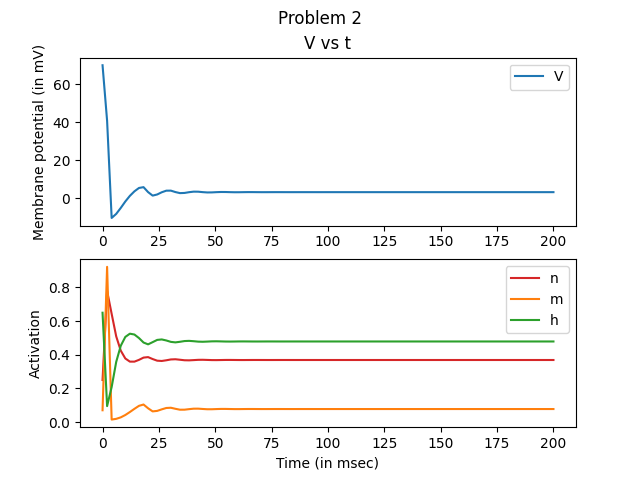 Problem 2
V vs t
Membrane potential (in mV)
60
40
20
0
V
0 25 50 75 100 125 150 175 200
Activation
0.8
0.6
0.4
0.2
0.0
n
m
h
0 25 50 75 100 125 150 175 200
Time (in msec)